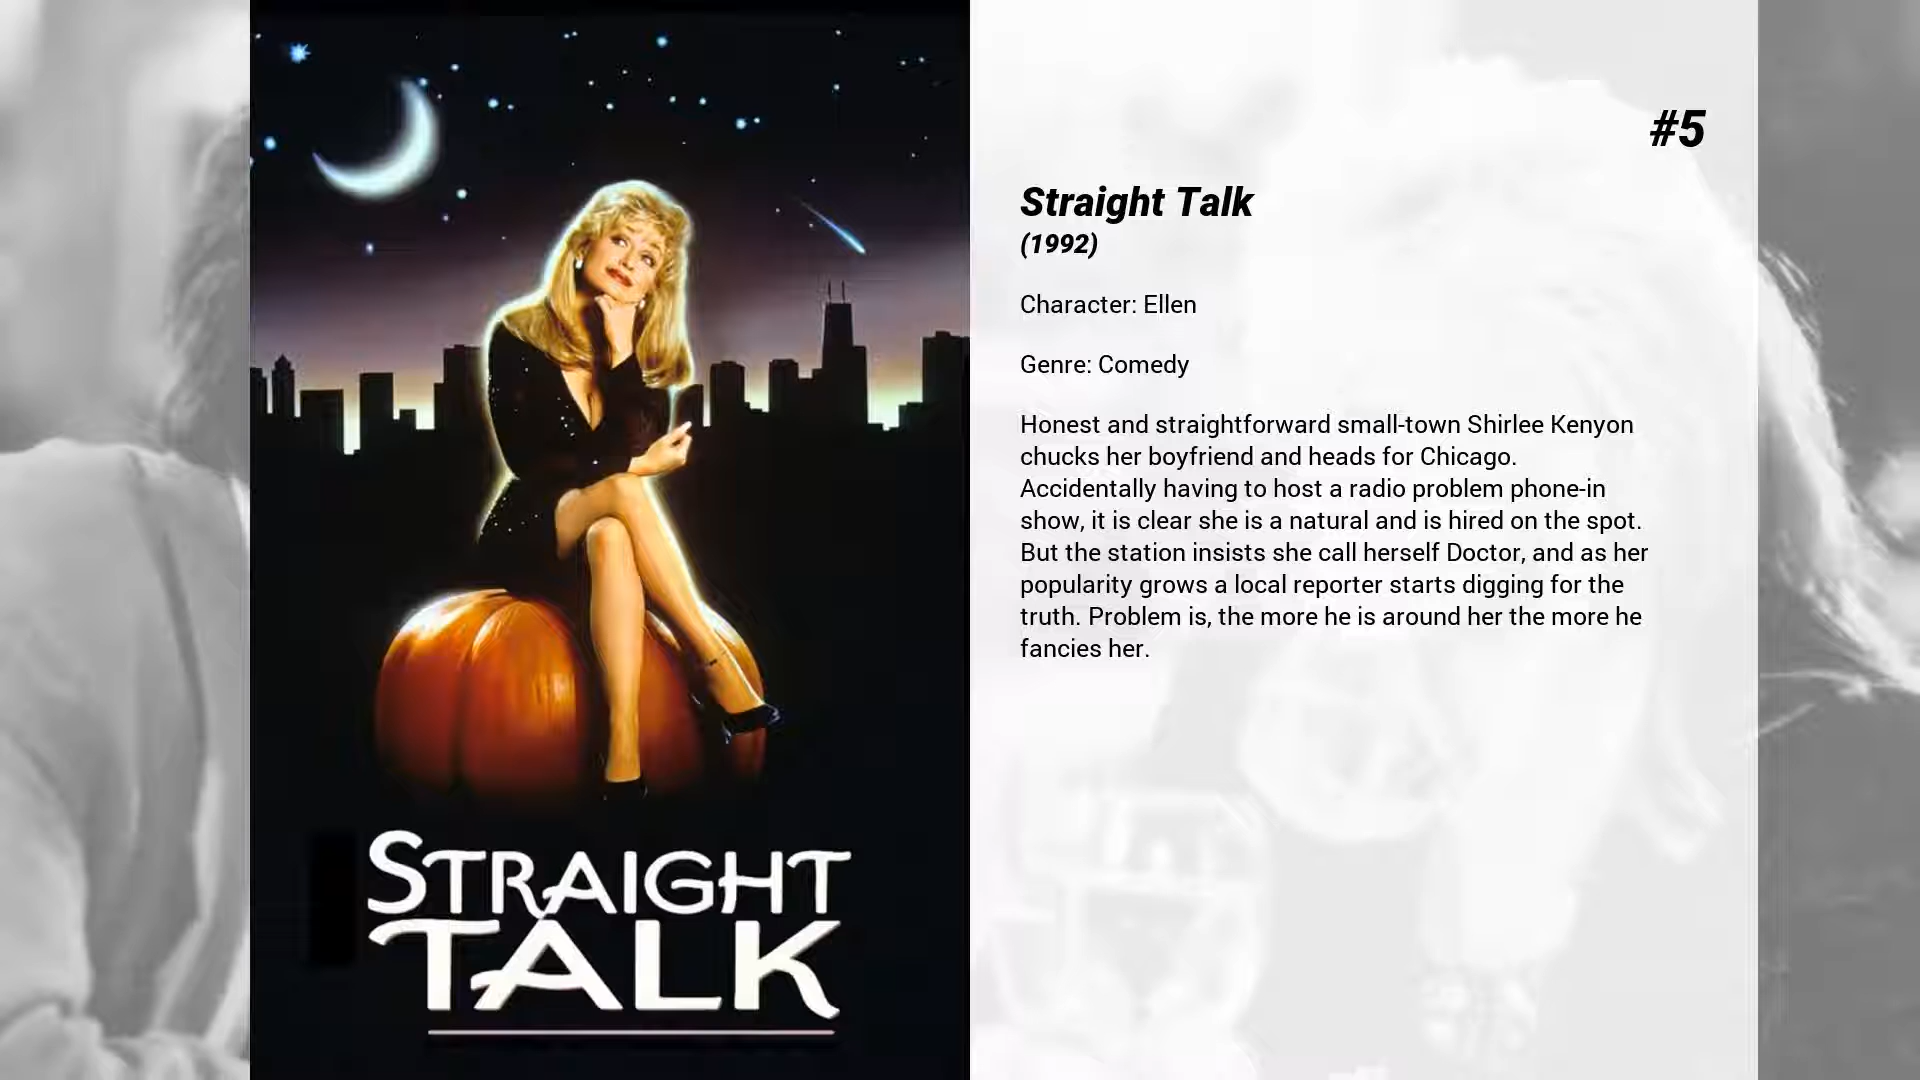 STRAIGHT
TALK
#5
Straight Talk
(1992)
Character: Ellen
Genre: Comedy
Honest and straightforward small-town Shirlee Kenyon
chucks her boyfriend and heads for Chicago.
Accidentally having to host a radio problem phone-in
show, it is clear she is a natural and is hired on the spot.
But the station insists she call herself Doctor, and as her
popularity grows a local reporter starts digging for the
truth. Problem is, the more he is around her the more he
fancies her.